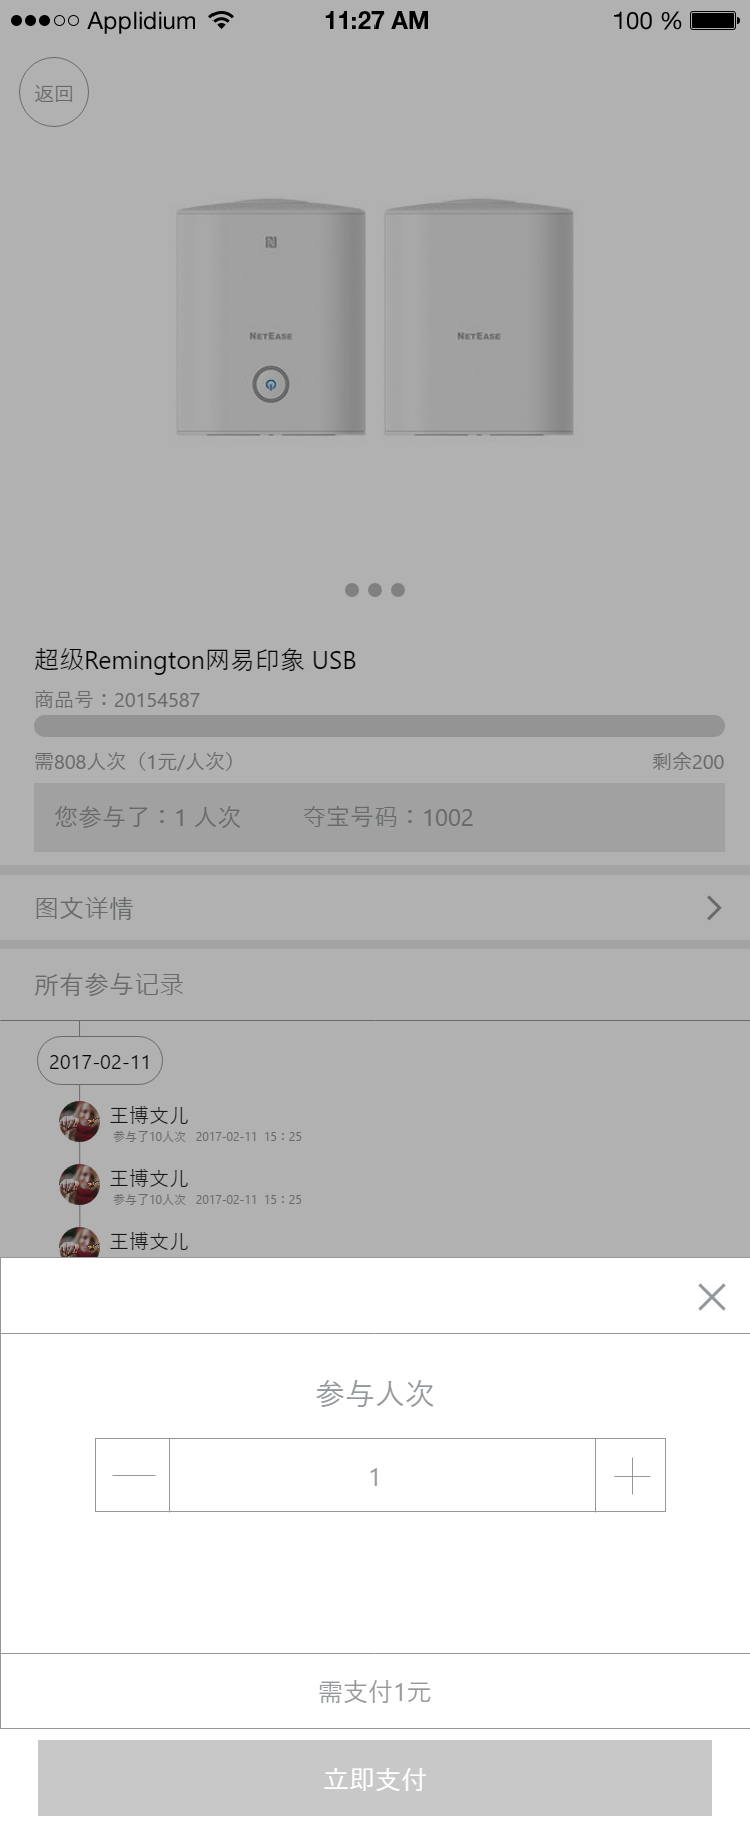 Applidium 11:27 AM 100 %
返回
NETEASE NETEASE
超级Remington网易印象 USB
商品号：20154587
需808人次（1元/人次） 剩余200
您参与了：1 人次 夺宝号码：1002
图文详情
所有参与记录
2017-02-11
王博文儿
参与了10人次 2017-02-11 15：25
王博文儿
参与了10人次 2017-02-11 15：25
王博文儿
参与人次
1
需支付1元
立即支付